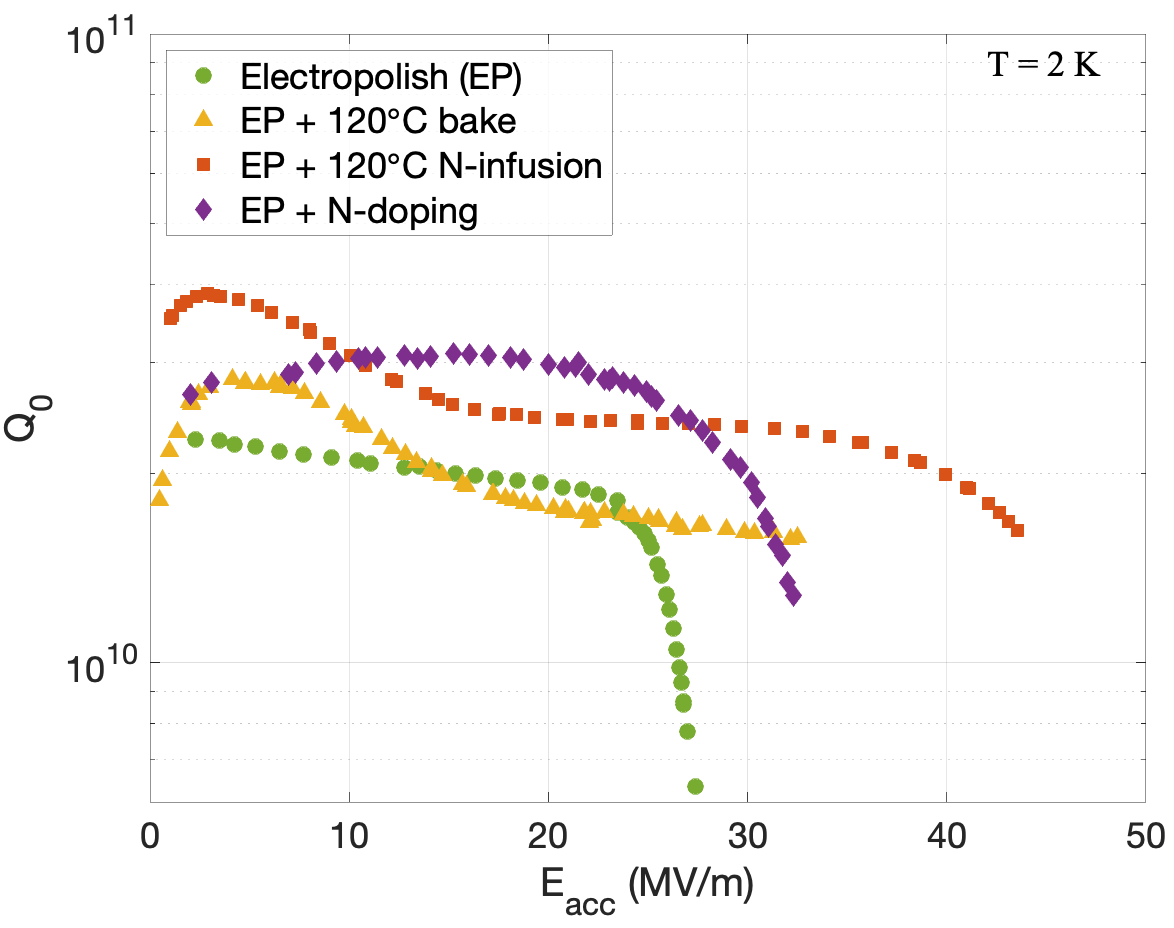 10^11
T = 2 K
Electropolish (EP)
EP + 120°C bake
EP + 120°C N-infusion
EP + N-doping
Q_0
10^10
0 10 20 30 40 50
E_acc (MV/m)